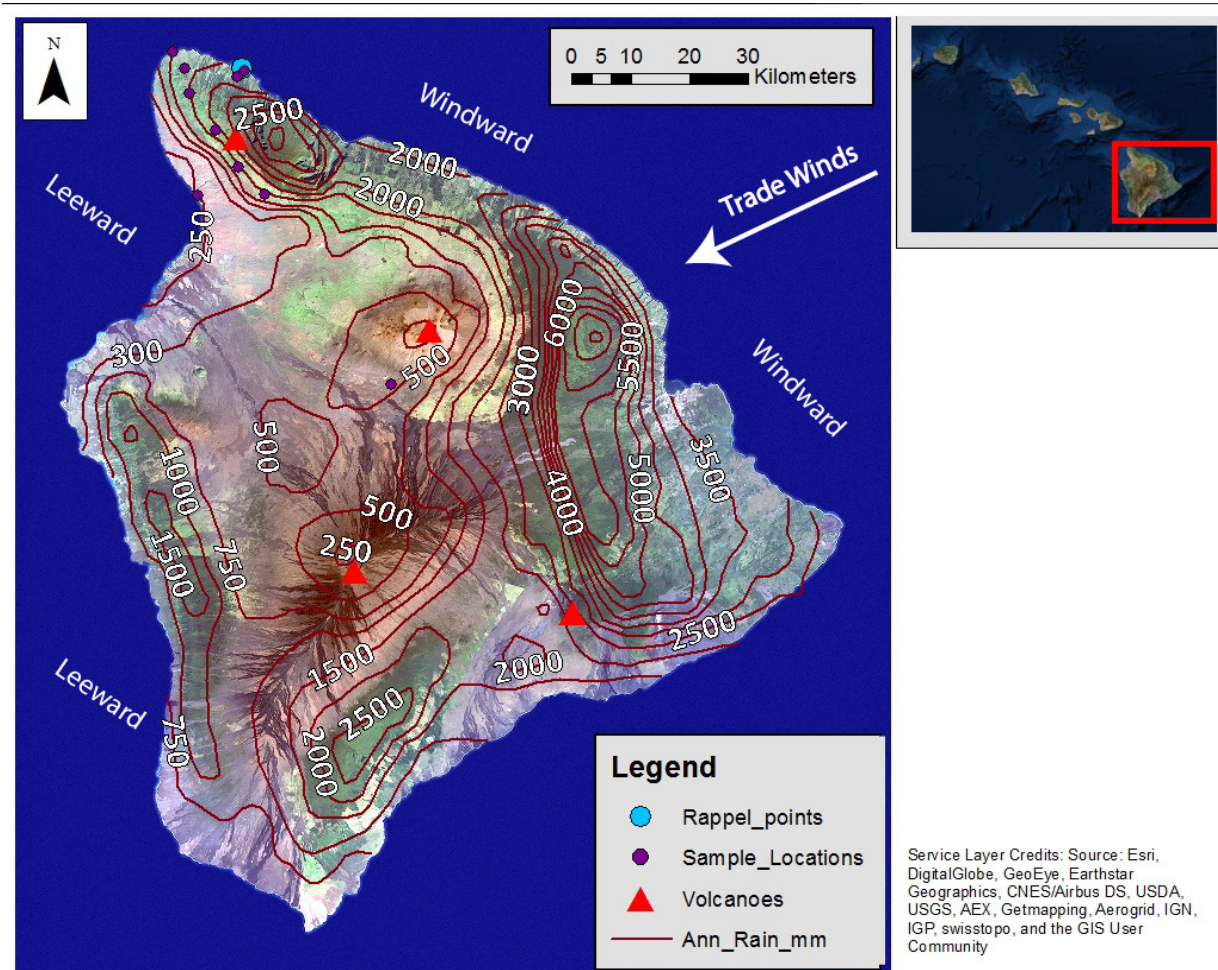 N
0 5 10 20 30
Kilometers
Windward
Trade Winds
Leeward
2500
2000
2000
250
300
500
6000
5500
3000
Windward
500
1000
3500
4000
5000
500
250
1500
750
1500
2500
2000
2500
2000
Leeward
750
Legend
Rappel_points
Sample_Locations
Volcanoes
Ann_Rain_mm
Service Layer Credits: Source: Esri,
DigitalGlobe, GeoEye, Earthstar
Geographics, CNES/Airbus DS, USDA,
USGS, AEX, Getmapping, Aerogrid, IGN,
IGP, swisstopo, and the GIS User
Community